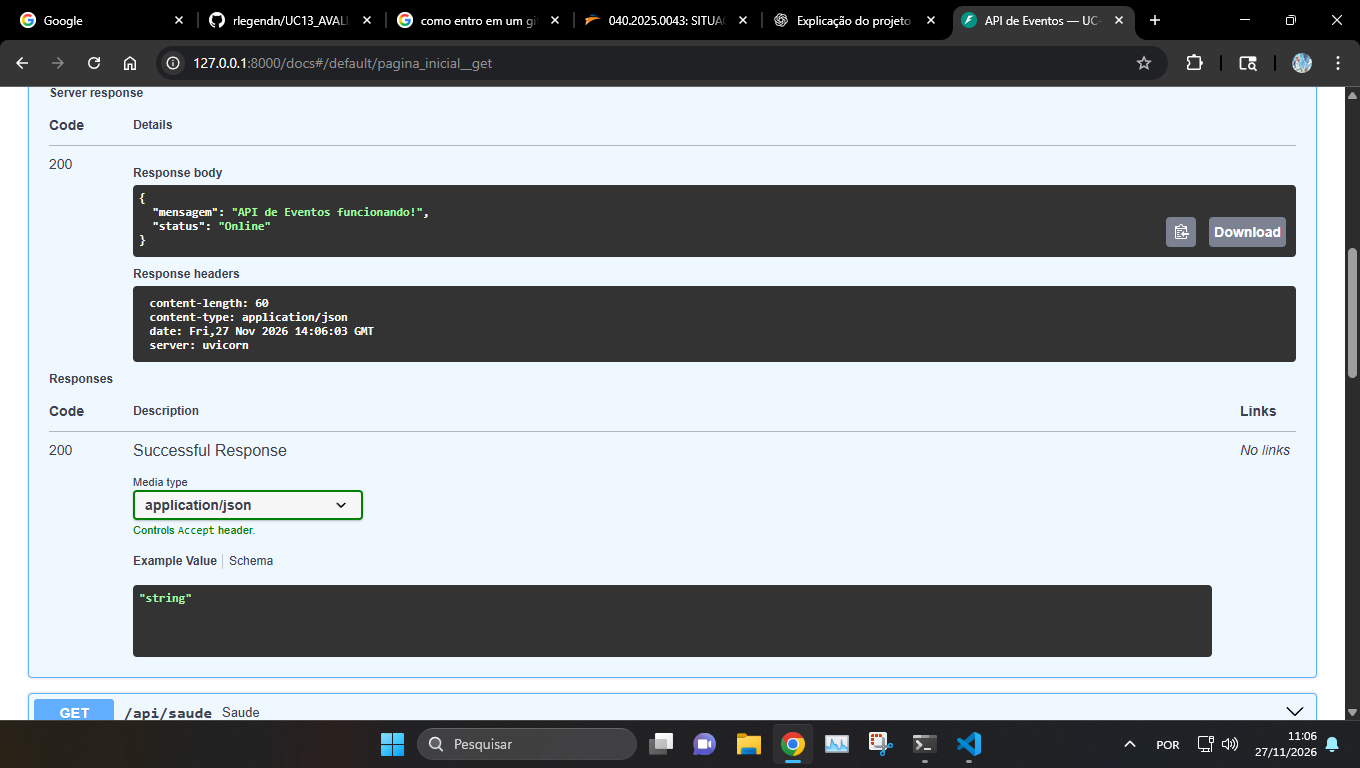 Google
rlegendn/UC13_AVALI
como entro em um git
040.2025.0043: SITUAÇ
Explicação do projeto
API de Eventos — UC-
127.0.0.1:8000/docs#/default/pagina_inicial__get
Server response
Code Details
200
Response body
{
"mensagem": "API de Eventos funcionando!",
"status": "Online"
}
Download
Response headers
content-length: 60
content-type: application/json
date: Fri,27 Nov 2026 14:06:03 GMT
server: uvicorn
Responses
Code Description Links
200 Successful Response No links
Media type
application/json
Controls Accept header.
Example Value Schema
"string"
GET /api/saude Saude
Pesquisar
POR
11:06
27/11/2026